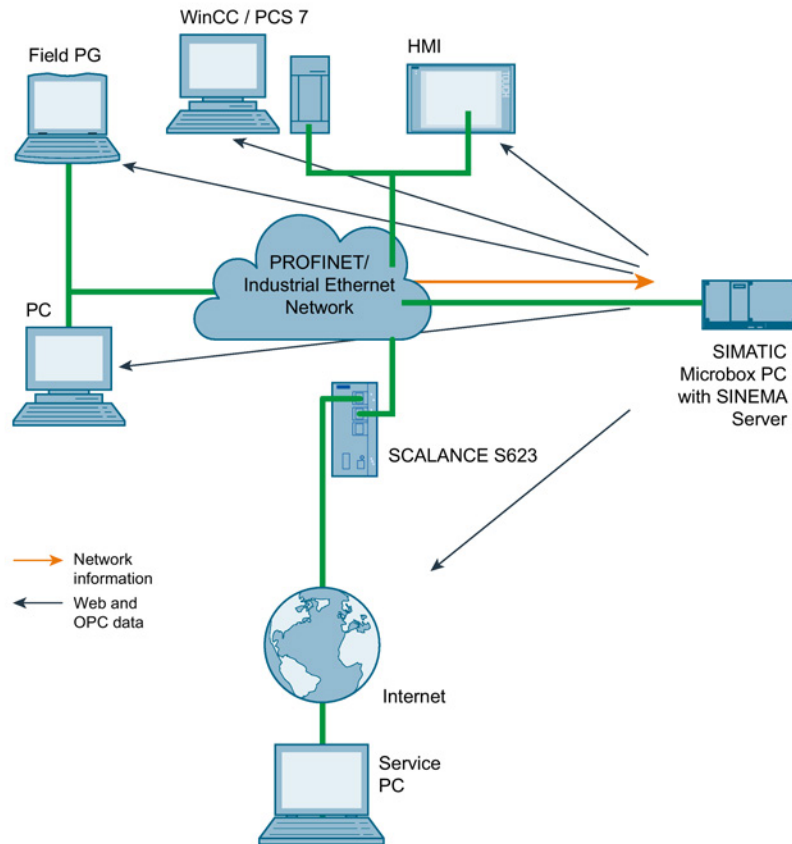 WinCC / PCS 7
Field PG
HMI
PROFINET/
Industrial Ethernet
Network
PC
SIMATIC
Microbox PC
with SINEMA
Server
SCALANCE S623
Network
information
Web and
OPC data
Internet
Service
PC